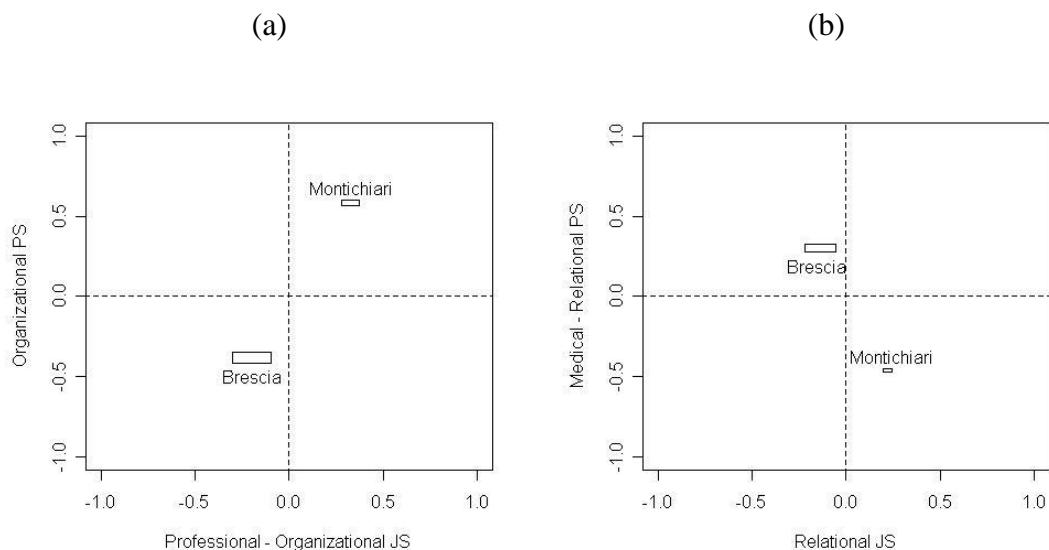 (a)
1.0
0.5
0.0
-0.5
-1.0
Organizational PS
Montichiari
Brescia
-1.0 -0.5 0.0 0.5 1.0
Professional - Organizational JS
(b)
1.0
0.5
0.0
-0.5
-1.0
Medical - Relational PS
Brescia
Montichiari
-1.0 -0.5 0.0 0.5 1.0
Relational JS